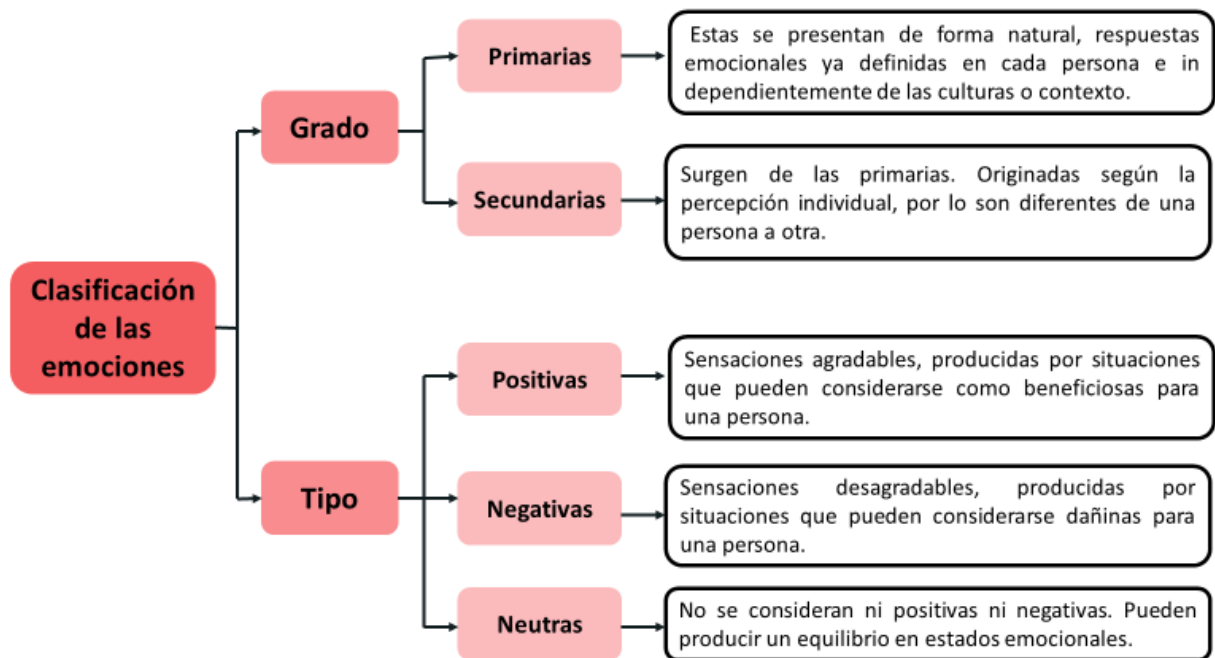 Clasificación
de las
emociones
Grado
Primarias
Estas se presentan de forma natural, respuestas
emocionales ya definidas en cada persona e in
dependientemente de las culturas o contexto.
Secundarias
Surgen de las primarias. Originadas según la
percepción individual, por lo son diferentes de una
persona a otra.
Tipo
Positivas
Sensaciones agradables, producidas por situaciones
que pueden considerarse como beneficiosas para
una persona.
Negativas
Sensaciones desagradables, producidas por
situaciones que pueden considerarse dañinas para
una persona.
Neutras
No se consideran ni positivas ni negativas. Pueden
producir un equilibrio en estados emocionales.